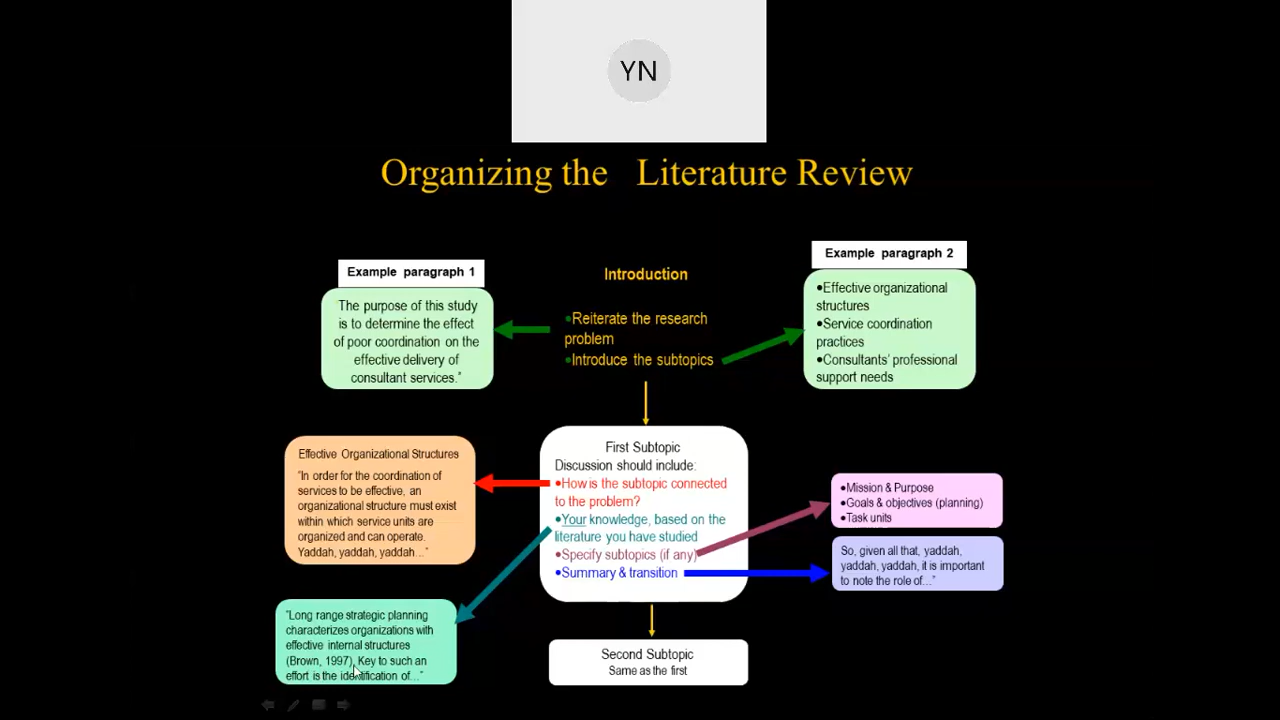 YN
Organizing the Literature Review
Example paragraph 1
The purpose of this study
is to determine the effect
of poor coordination on the
effective delivery of
consultant services.”
Introduction
•Reiterate the research
problem
•Introduce the subtopics
Example paragraph 2
•Effective organizational
structures
•Service coordination
practices
•Consultants’ professional
support needs
First Subtopic
Discussion should include:
•How is the subtopic connected
to the problem?
•Your knowledge, based on the
literature you have studied
•Specify subtopics (if any)
•Summary & transition
Effective Organizational Structures
“In order for the coordination of
services to be effective, an
organizational structure must exist
within which service units are
organized and can operate.
Yaddah, yaddah, yaddah…”
“Long range strategic planning
characterizes organizations with
effective internal structures
(Brown, 1997). Key to such an
effort is the identification of…”
•Mission & Purpose
•Goals & objectives (planning)
•Task units
So, given all that, yaddah,
yaddah, yaddah, it is important
to note the role of…”
Second Subtopic
Same as the first